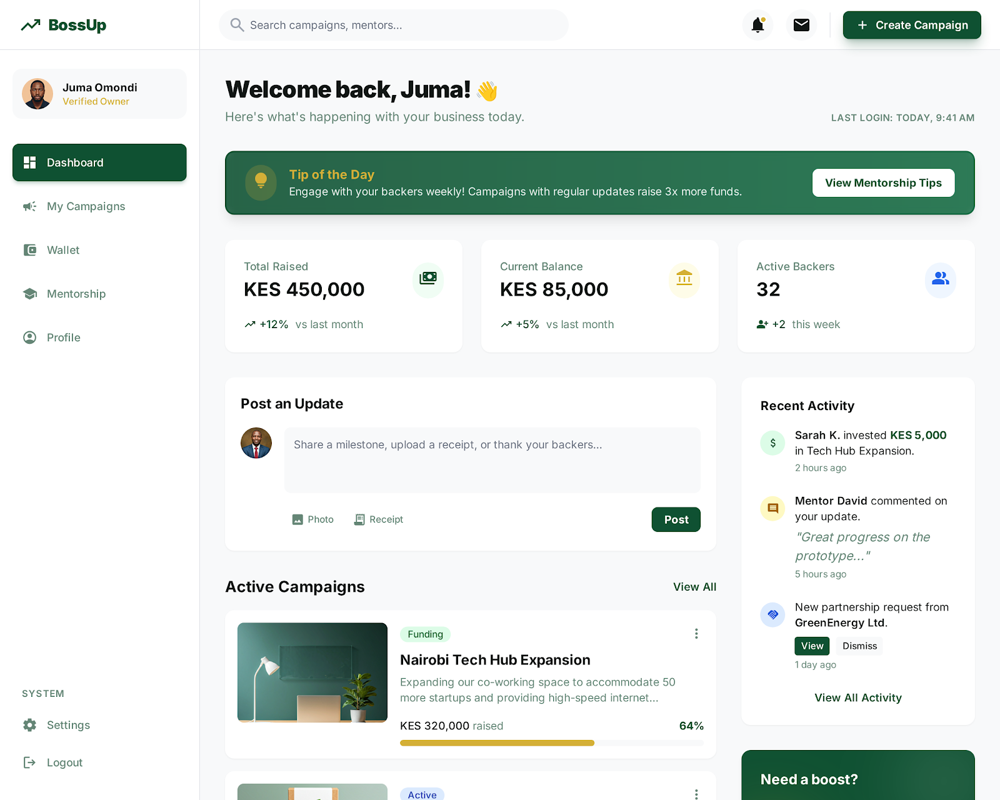 BossUp
Search campaigns, mentors...
Create Campaign
Juma Omondi
Verified Owner
Dashboard
My Campaigns
Wallet
Mentorship
Profile
SYSTEM
Settings
Logout
Welcome back, Juma! 👋
Here's what's happening with your business today.
LAST LOGIN: TODAY, 9:41 AM
Tip of the Day
Engage with your backers weekly! Campaigns with regular updates raise 3x more funds.
View Mentorship Tips
Total Raised
KES 450,000
+12% vs last month
Current Balance
KES 85,000
+5% vs last month
Active Backers
32
+2 this week
Post an Update
Share a milestone, upload a receipt, or thank your backers...
Photo
Receipt
Post
Active Campaigns
View All
Funding
Nairobi Tech Hub Expansion
Expanding our co-working space to accommodate 50
more startups and providing high-speed internet...
KES 320,000 raised
64%
Active
Recent Activity
$
Sarah K. invested KES 5,000
in Tech Hub Expansion.
2 hours ago
Mentor David commented on
your update.
"Great progress on the
prototype..."
5 hours ago
New partnership request from
GreenEnergy Ltd.
View
Dismiss
1 day ago
View All Activity
Need a boost?